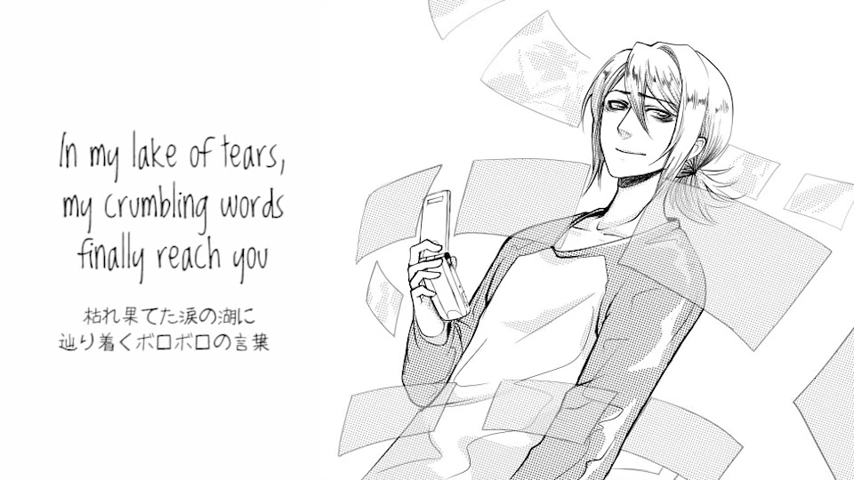 In my lake of tears,
my crumbling words
finally reach you
枯れ果てた涙の湖に
辿り着くボロボロの言葉